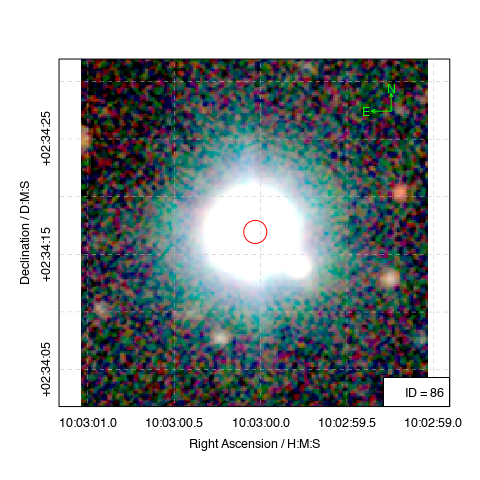 N
E
+02:34:25
+02:34:15
+02:34:05
Declination / D:M:S
ID = 86
10:03:01.0 10:03:00.5 10:03:00.0 10:02:59.5 10:02:59.0
Right Ascension / H:M:S